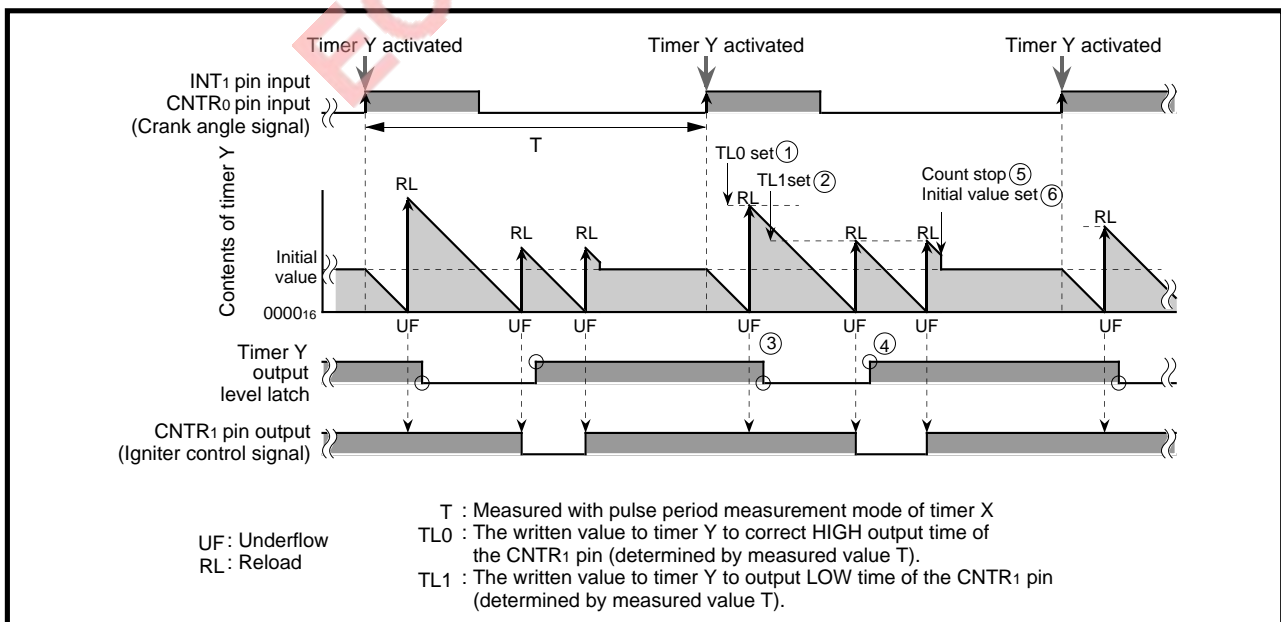 Timer Y activated
Timer Y activated
Timer Y activated
INT1 pin input
CNTR0 pin input
(Crank angle signal)
T
Contents of timer Y
TL0 set ①
TL1set ②
Count stop ⑤
Initial value set ⑥
RL
RL
RL
RL
RL
RL
RL
Initial
value
000016
UF
UF
UF
UF
UF
UF
UF
③
④
Timer Y
output
level latch
CNTR1 pin output
(Igniter control signal)
UF : Underflow
RL : Reload
T : Measured with pulse period measurement mode of timer X
TL0 : The written value to timer Y to correct HIGH output time of
the CNTR1 pin (determined by measured value T).
TL1 : The written value to timer Y to output LOW time of the CNTR1 pin
(determined by measured value T).